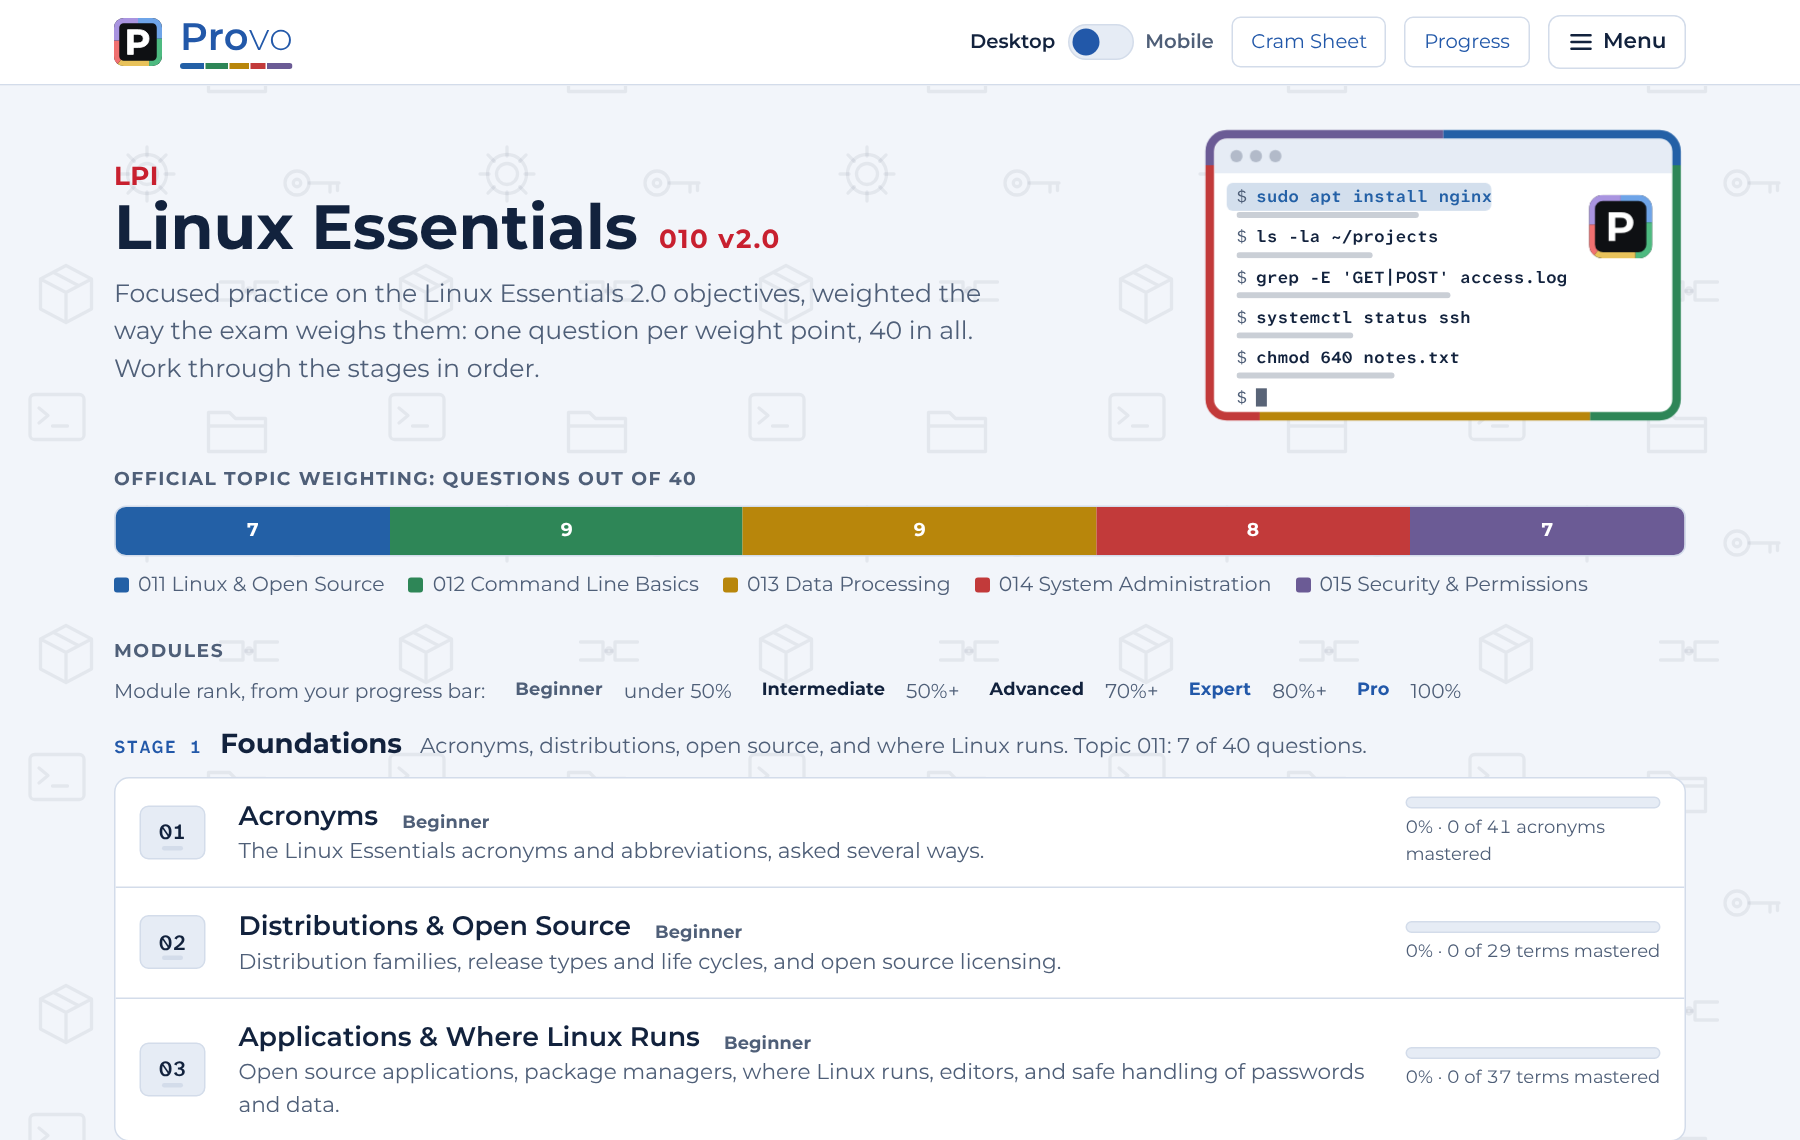 P Provo
Desktop Mobile Cram Sheet Progress Menu
LPI
Linux Essentials 010 v2.0
Focused practice on the Linux Essentials 2.0 objectives, weighted the
way the exam weighs them: one question per weight point, 40 in all.
Work through the stages in order.
$ sudo apt install nginx
P
$ ls -la ~/projects
$ grep -E 'GET|POST' access.log
$ systemctl status ssh
$ chmod 640 notes.txt
$
OFFICIAL TOPIC WEIGHTING: QUESTIONS OUT OF 40
7 9 9 8 7
011 Linux & Open Source 012 Command Line Basics 013 Data Processing 014 System Administration 015 Security & Permissions
MODULES
Module rank, from your progress bar: Beginner under 50% Intermediate 50%+ Advanced 70%+ Expert 80%+ Pro 100%
STAGE 1 Foundations Acronyms, distributions, open source, and where Linux runs. Topic 011: 7 of 40 questions.
01 Acronyms Beginner
The Linux Essentials acronyms and abbreviations, asked several ways.
0% · 0 of 41 acronyms
mastered
02 Distributions & Open Source Beginner
Distribution families, release types and life cycles, and open source licensing.
0% · 0 of 29 terms mastered
03 Applications & Where Linux Runs Beginner
Open source applications, package managers, where Linux runs, editors, and safe handling of passwords
and data.
0% · 0 of 37 terms mastered